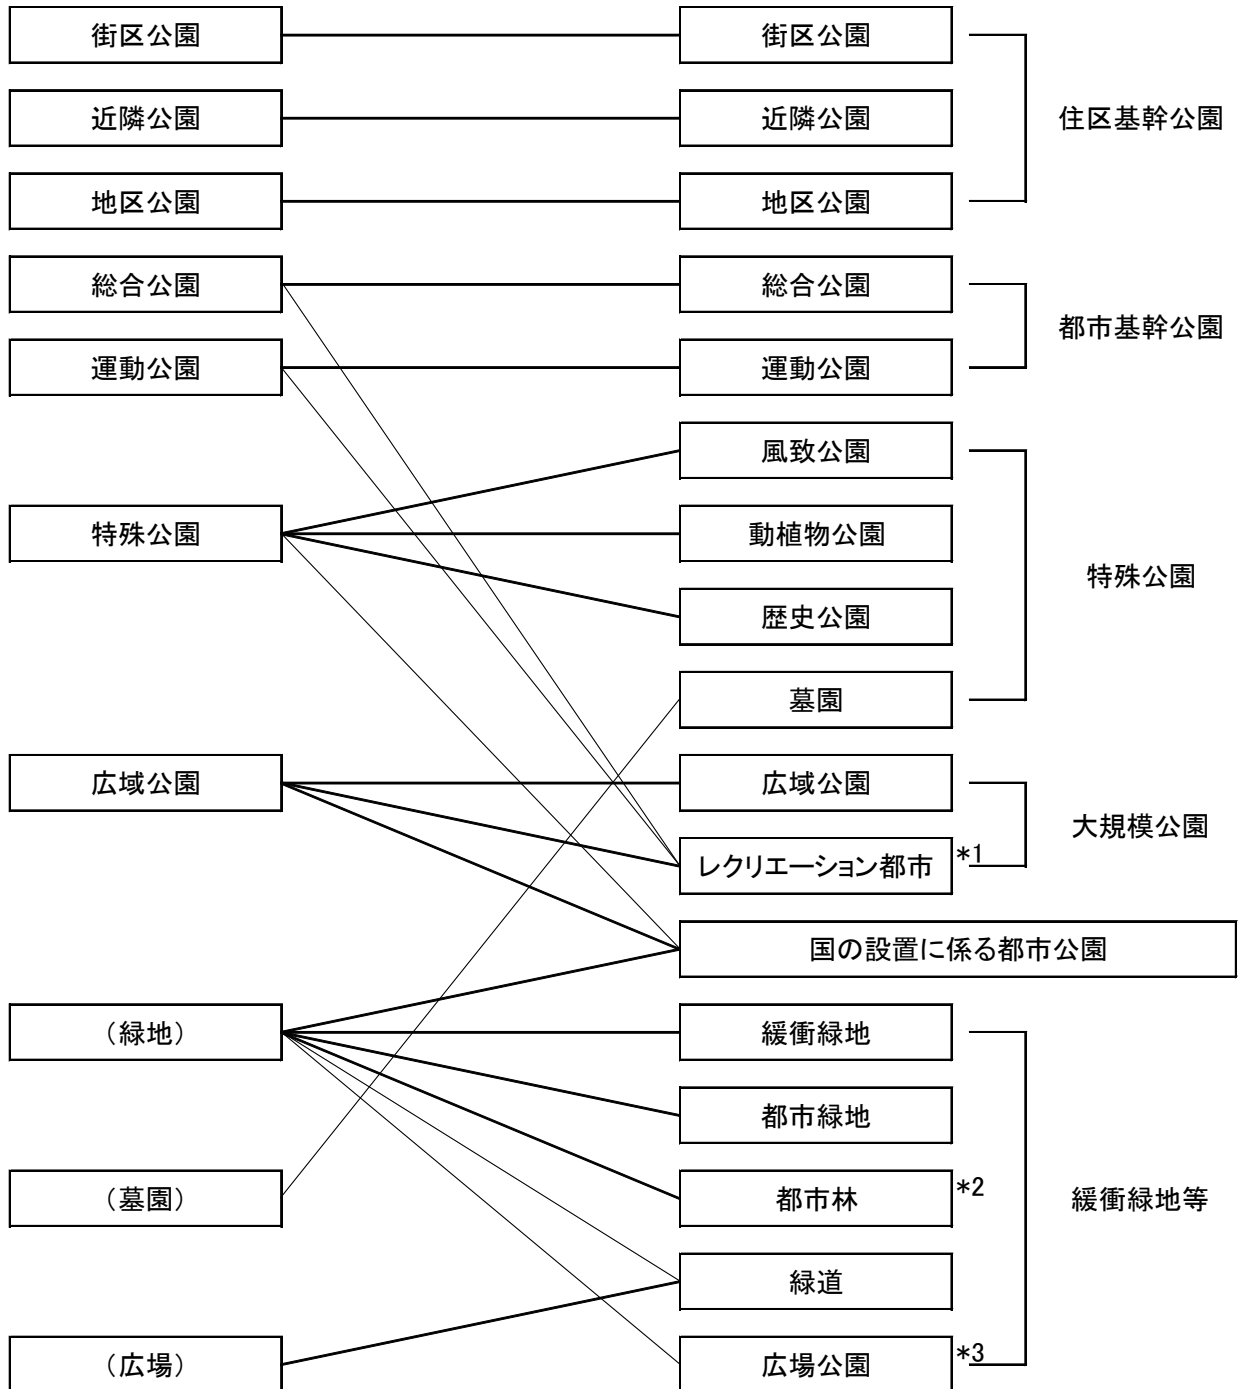 街区公園 街区公園
近隣公園 近隣公園 住区基幹公園
地区公園 地区公園
総合公園 総合公園
都市基幹公園
運動公園 運動公園
風致公園
特殊公園 動植物公園
特殊公園
歴史公園
墓園
広域公園 広域公園
大規模公園
レクリエーション都市 *1
国の設置に係る都市公園
（緑地） 緩衝緑地
都市緑地
（墓園） 都市林 *2 緩衝緑地等
緑道
（広場） 広場公園 *3